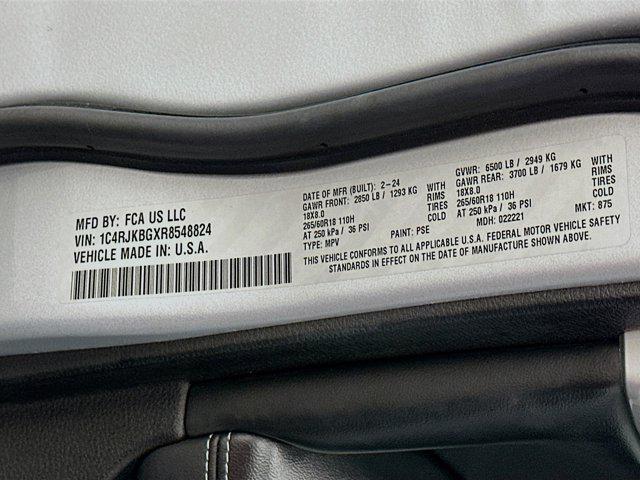 MFD BY: FCA US LLC
VIN: 1C4RJKBGXR8548824
VEHICLE MADE IN: U.S.A.
DATE OF MFR (BUILT): 2-24
GAWR FRONT: 2850 LB / 1293 KG WITH
18X8.0 RIMS
265/60R18 110H TIRES
AT 250 kPa / 36 PSI COLD
TYPE: MPV PAINT: PSE
GVWR: 6500 LB / 2949 KG
GAWR REAR: 3700 LB / 1679 KG WITH
18X8.0 RIMS
265/60R18 110H TIRES
AT 250 kPa / 36 PSI COLD
MDH: 022221 MKT: 875
THIS VEHICLE CONFORMS TO ALL APPLICABLE U.S.A. FEDERAL MOTOR VEHICLE SAFETY
STANDARDS IN EFFECT ON THE DATE OF MANUFACTURE SHOWN ABOVE.